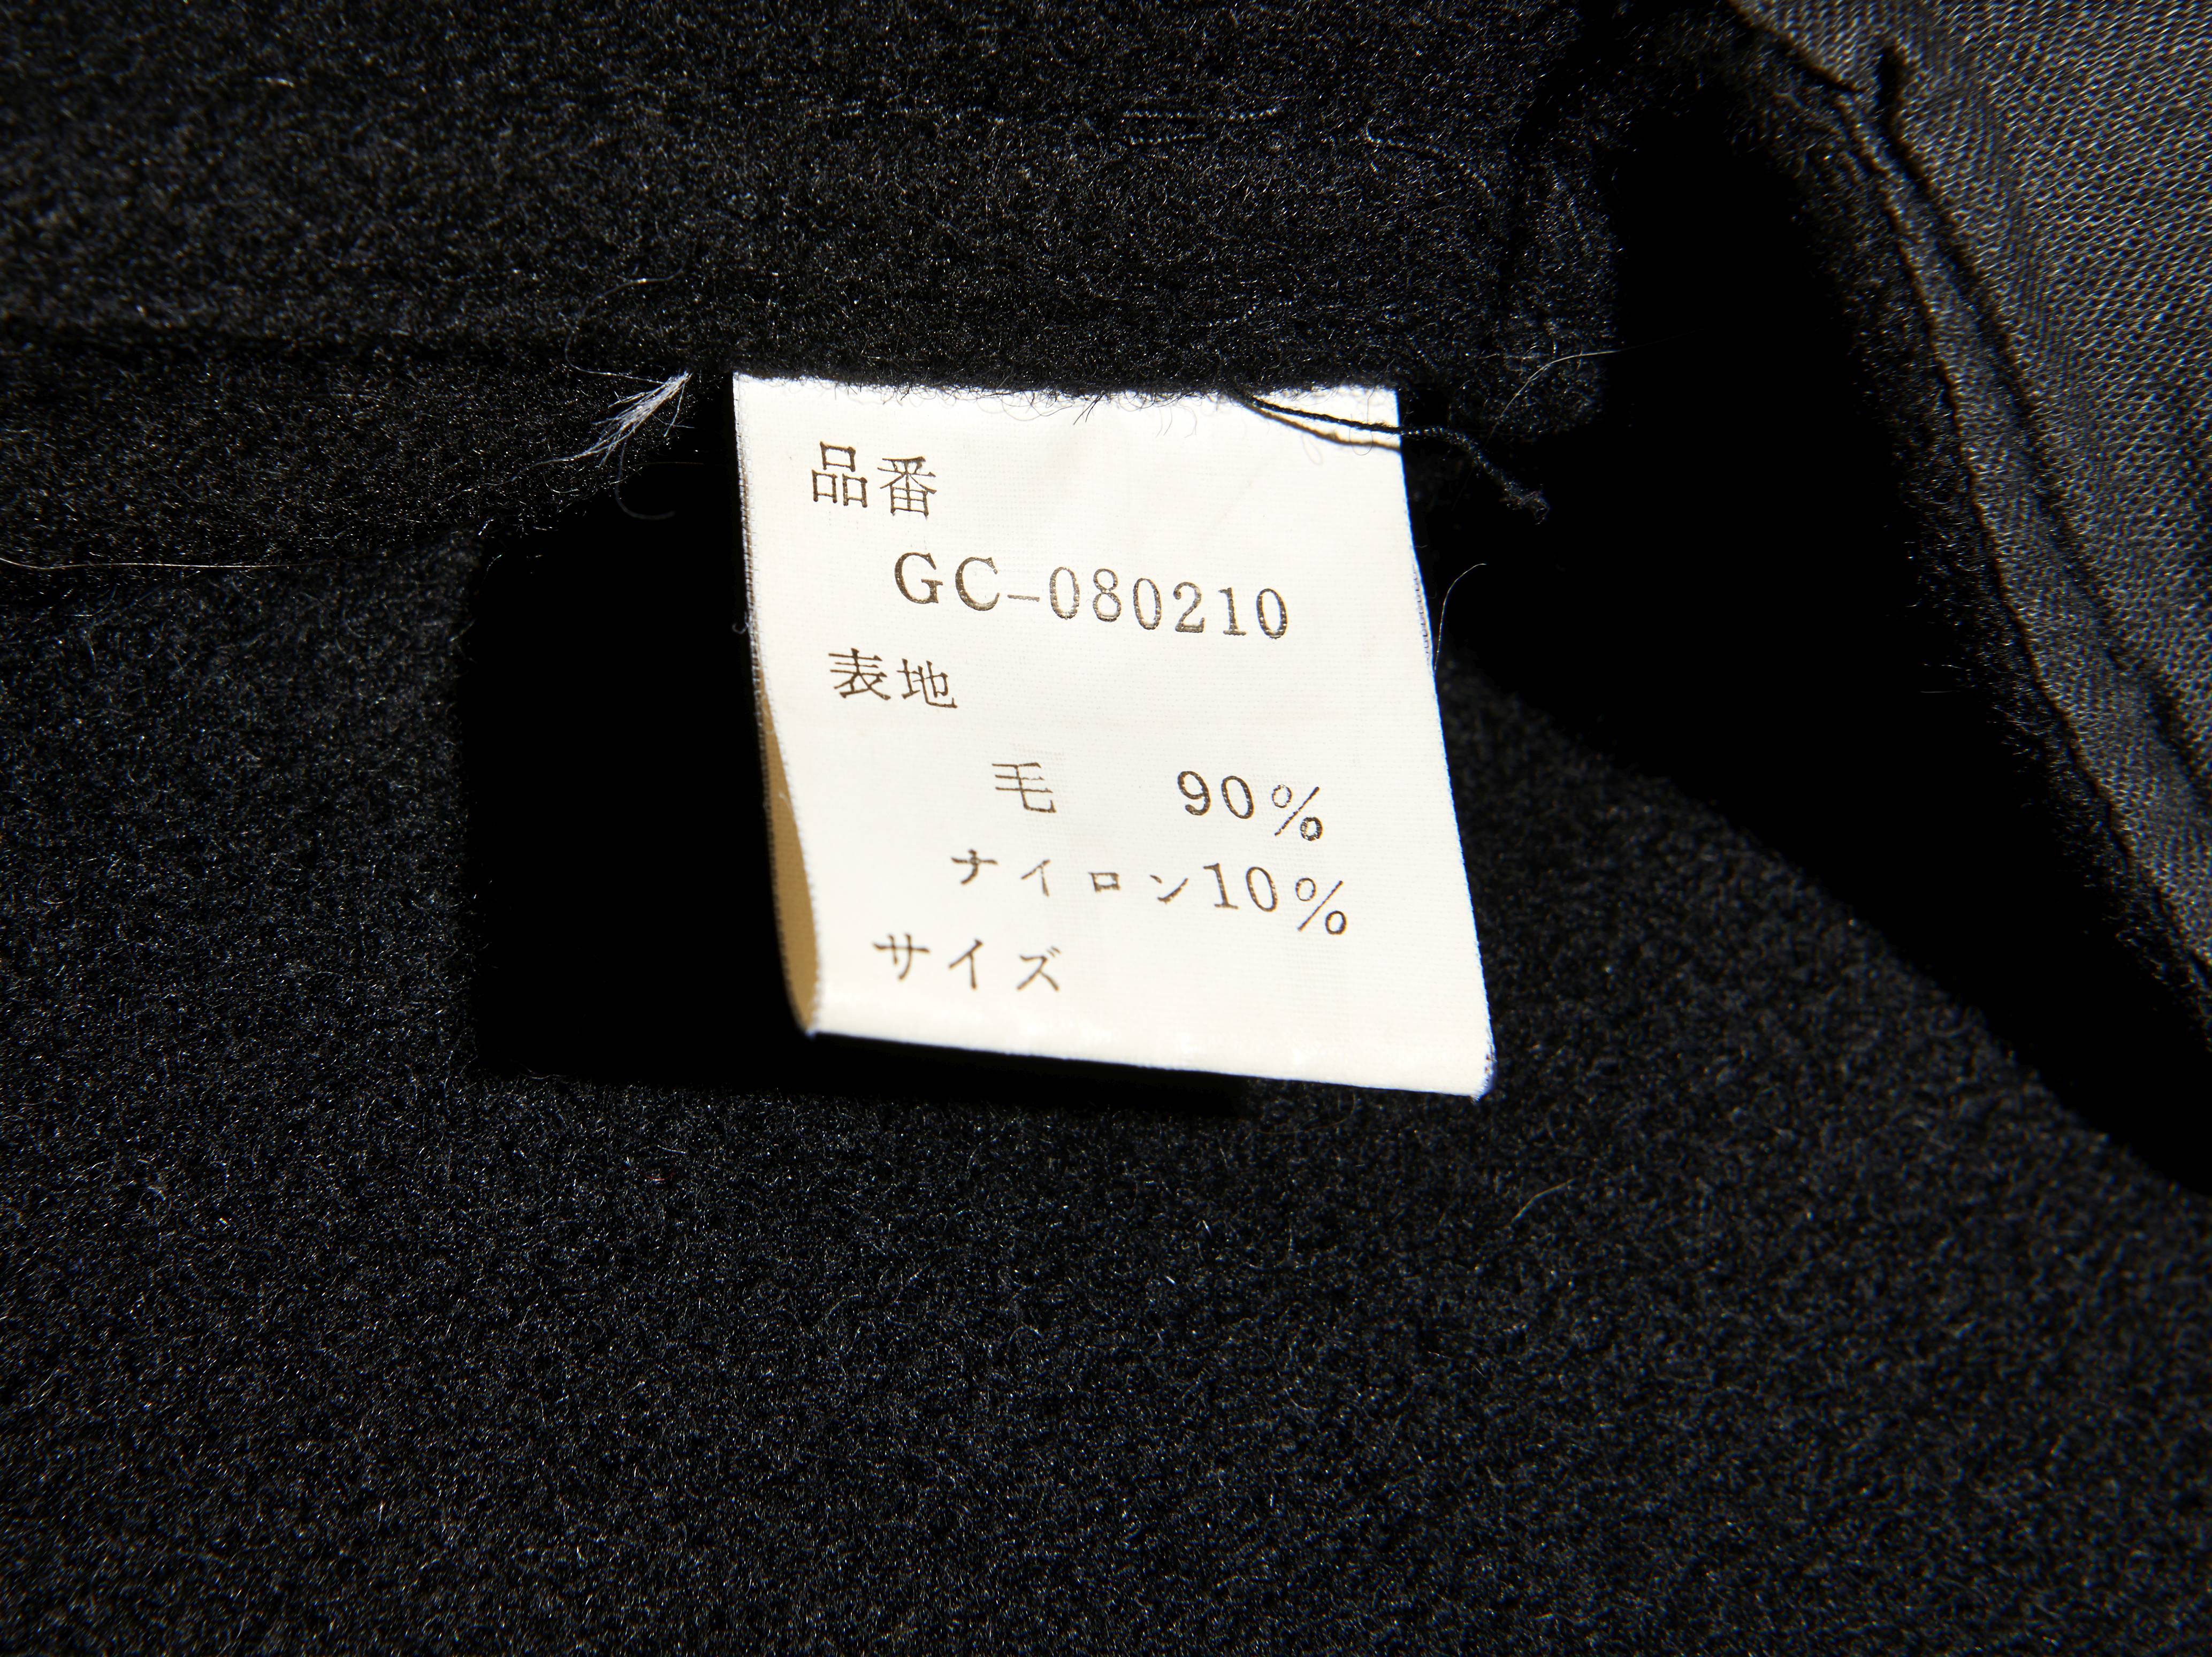 品番
GC-080210
表地
毛 90%
ナイロン10%
サイズ